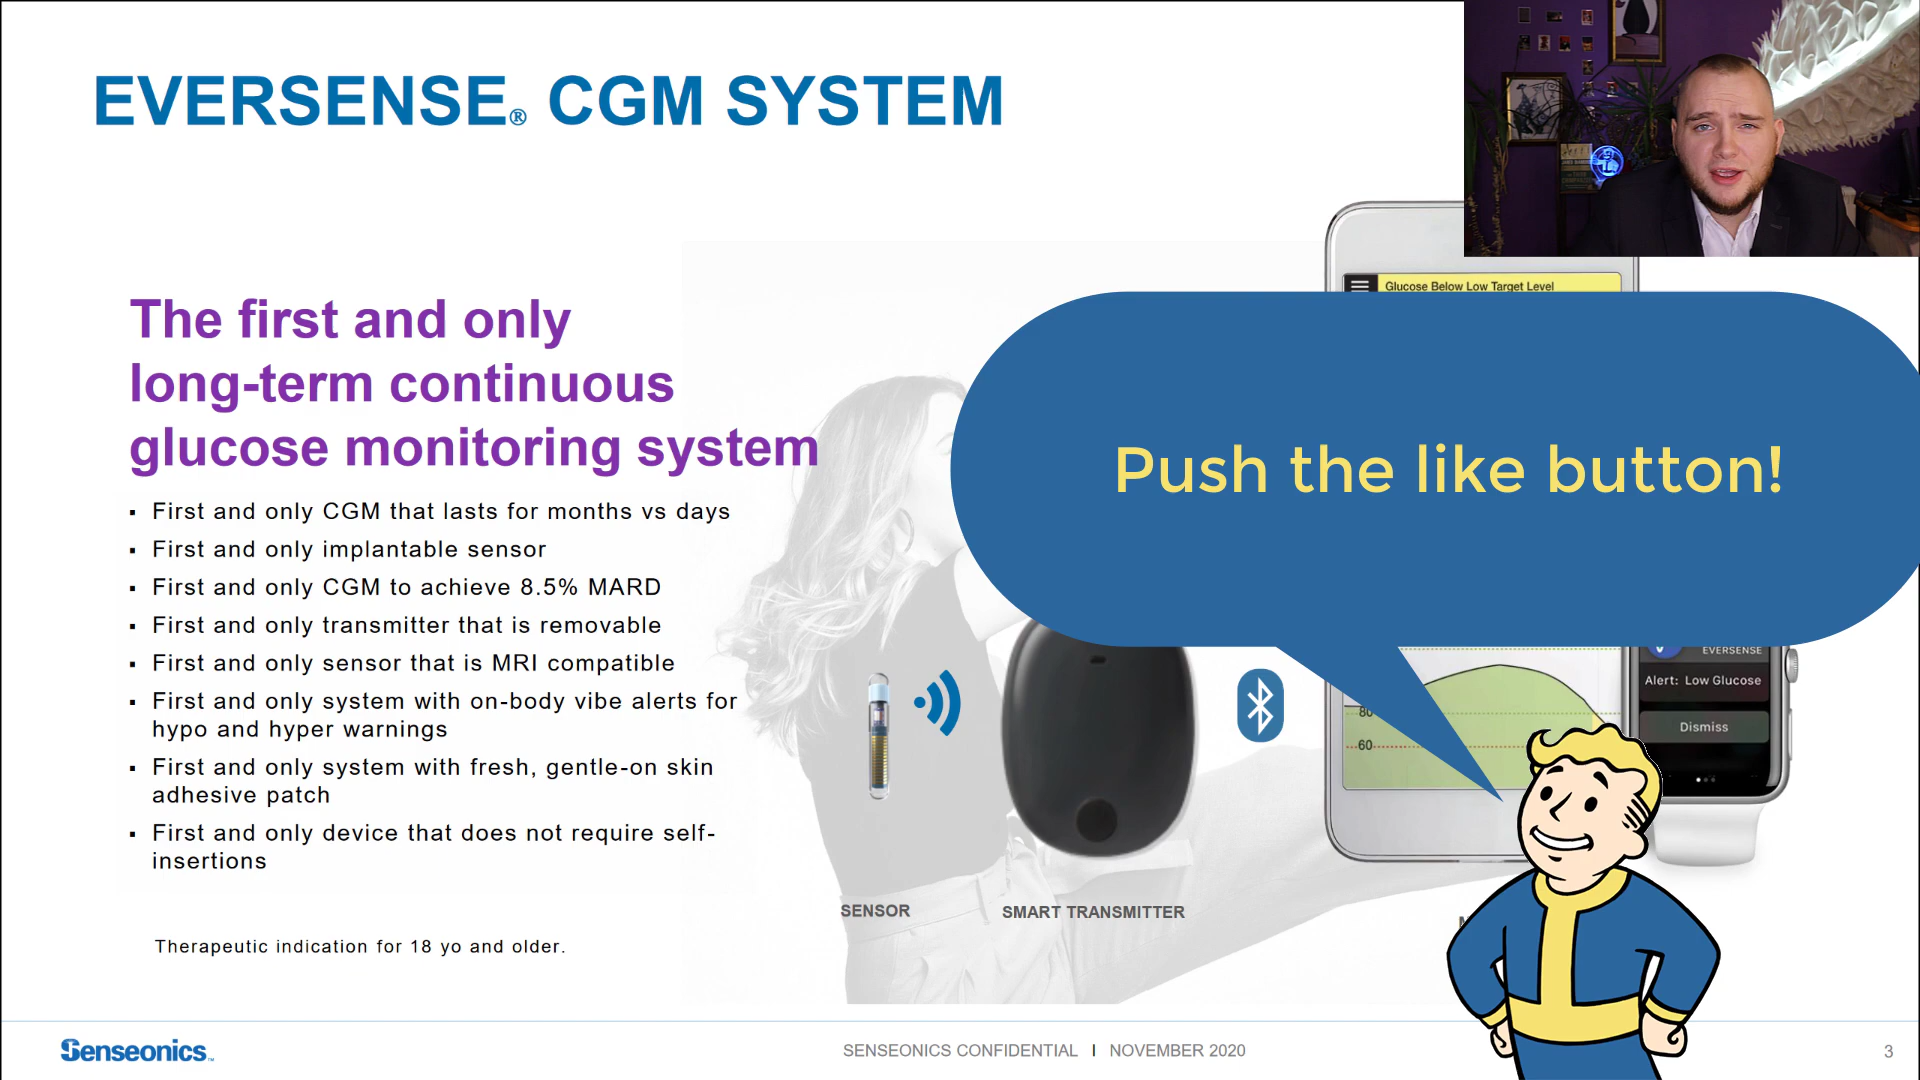 EVERSENSE® CGM SYSTEM
The first and only
long-term continuous
glucose monitoring system
▪ First and only CGM that lasts for months vs days
▪ First and only implantable sensor
▪ First and only CGM to achieve 8.5% MARD
▪ First and only transmitter that is removable
▪ First and only sensor that is MRI compatible
▪ First and only system with on-body vibe alerts for
hypo and hyper warnings
▪ First and only system with fresh, gentle-on skin
adhesive patch
▪ First and only device that does not require self-
insertions
Therapeutic indication for 18 yo and older.
Glucose Below Low Target Level
Push the like button!
EVERSENSE
Alert: Low Glucose
Dismiss
80
60
SENSOR
SMART TRANSMITTER
Senseonics™
SENSEONICS CONFIDENTIAL I NOVEMBER 2020
3